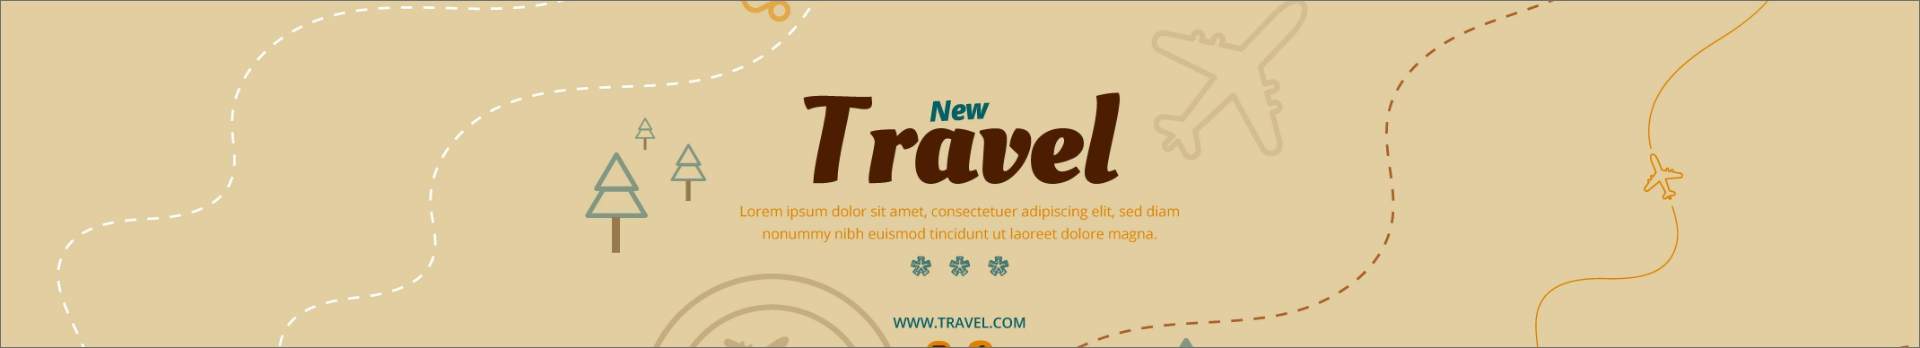 New
Travel
Lorem ipsum dolor sit amet, consectetuer adipiscing elit, sed diam
nonummy nibh euismod tincidunt ut laoreet dolore magna.
WWW.TRAVEL.COM